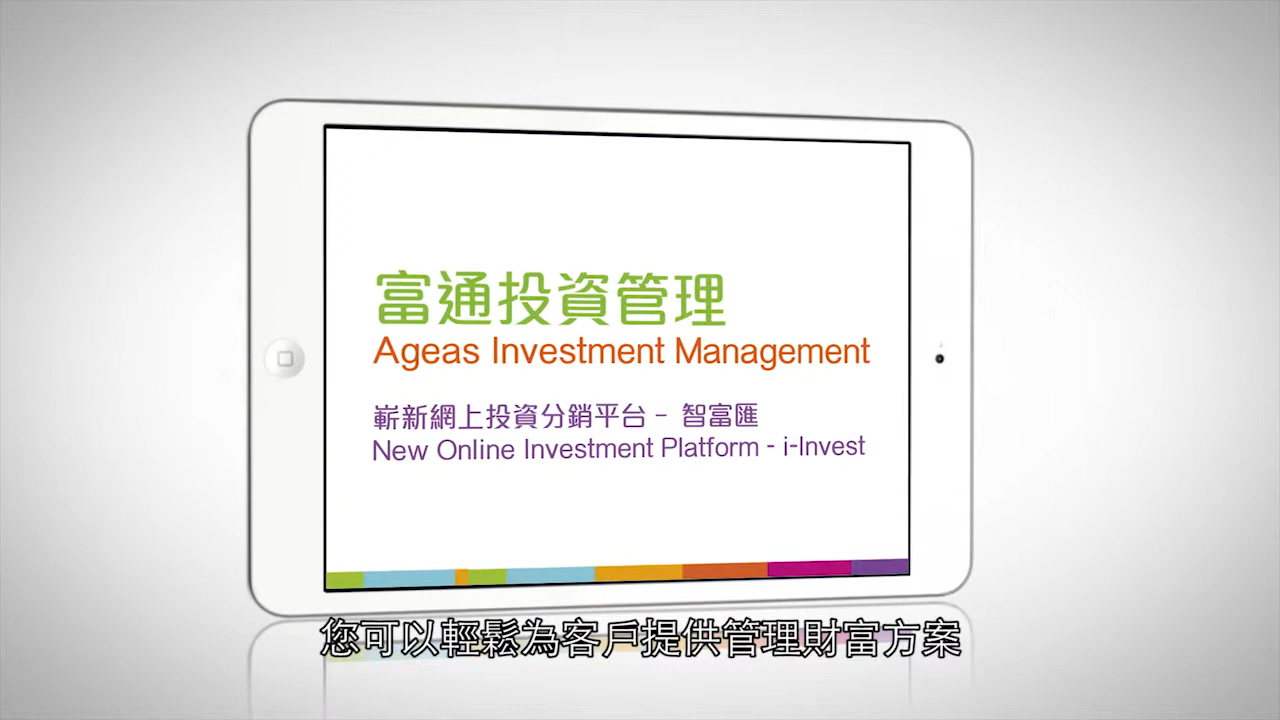 富通投資管理
Ageas Investment Management
嶄新網上投資分銷平台 – 智富匯
New Online Investment Platform - i-Invest
您可以輕鬆為客戶提供管理財富方案